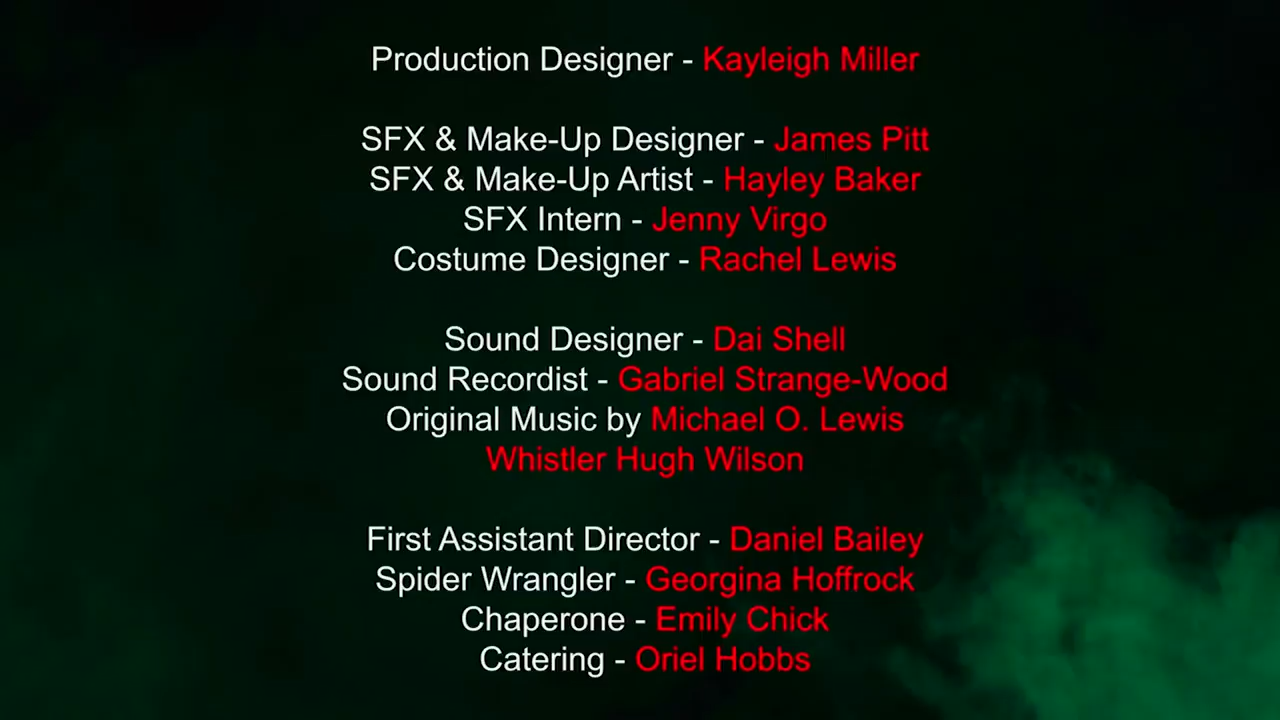 Production Designer - Kayleigh Miller
SFX & Make-Up Designer - James Pitt
SFX & Make-Up Artist - Hayley Baker
SFX Intern - Jenny Virgo
Costume Designer - Rachel Lewis
Sound Designer - Dai Shell
Sound Recordist - Gabriel Strange-Wood
Original Music by Michael O. Lewis
Whistler Hugh Wilson
First Assistant Director - Daniel Bailey
Spider Wrangler - Georgina Hoffrock
Chaperone - Emily Chick
Catering - Oriel Hobbs